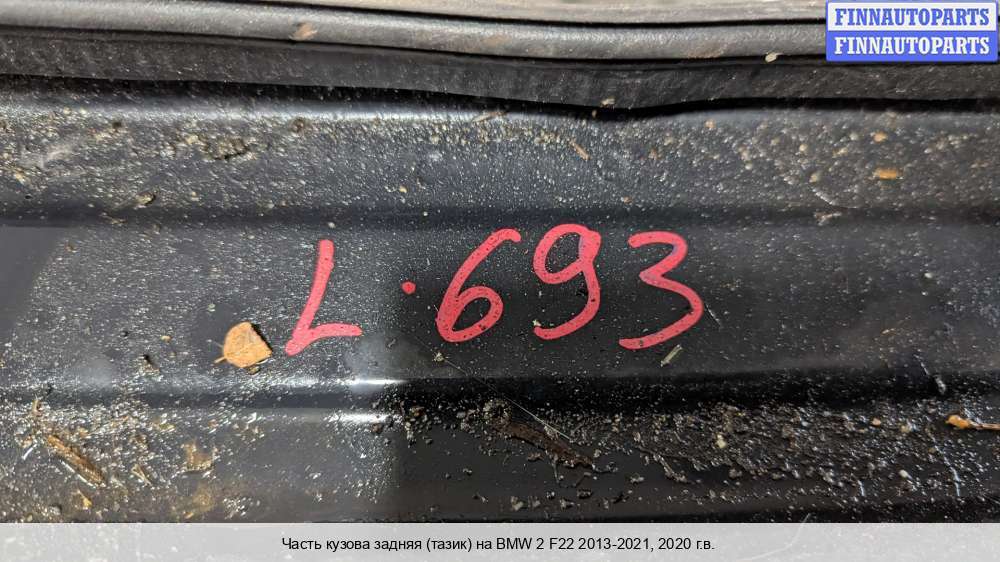 FINNAUTOPARTS
FINNAUTOPARTS
L.693
Часть кузова задняя (тазик) на BMW 2 F22 2013-2021, 2020 г.в.